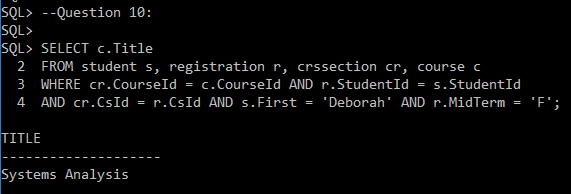 SQL> --Question 10:
SQL>
SQL> SELECT c.Title
  2  FROM student s, registration r, crssection cr, course c
  3  WHERE cr.CourseId = c.CourseId AND r.StudentId = s.StudentId
  4  AND cr.CsId = r.CsId AND s.First = 'Deborah' AND r.MidTerm = 'F';

TITLE
--------------------
Systems Analysis